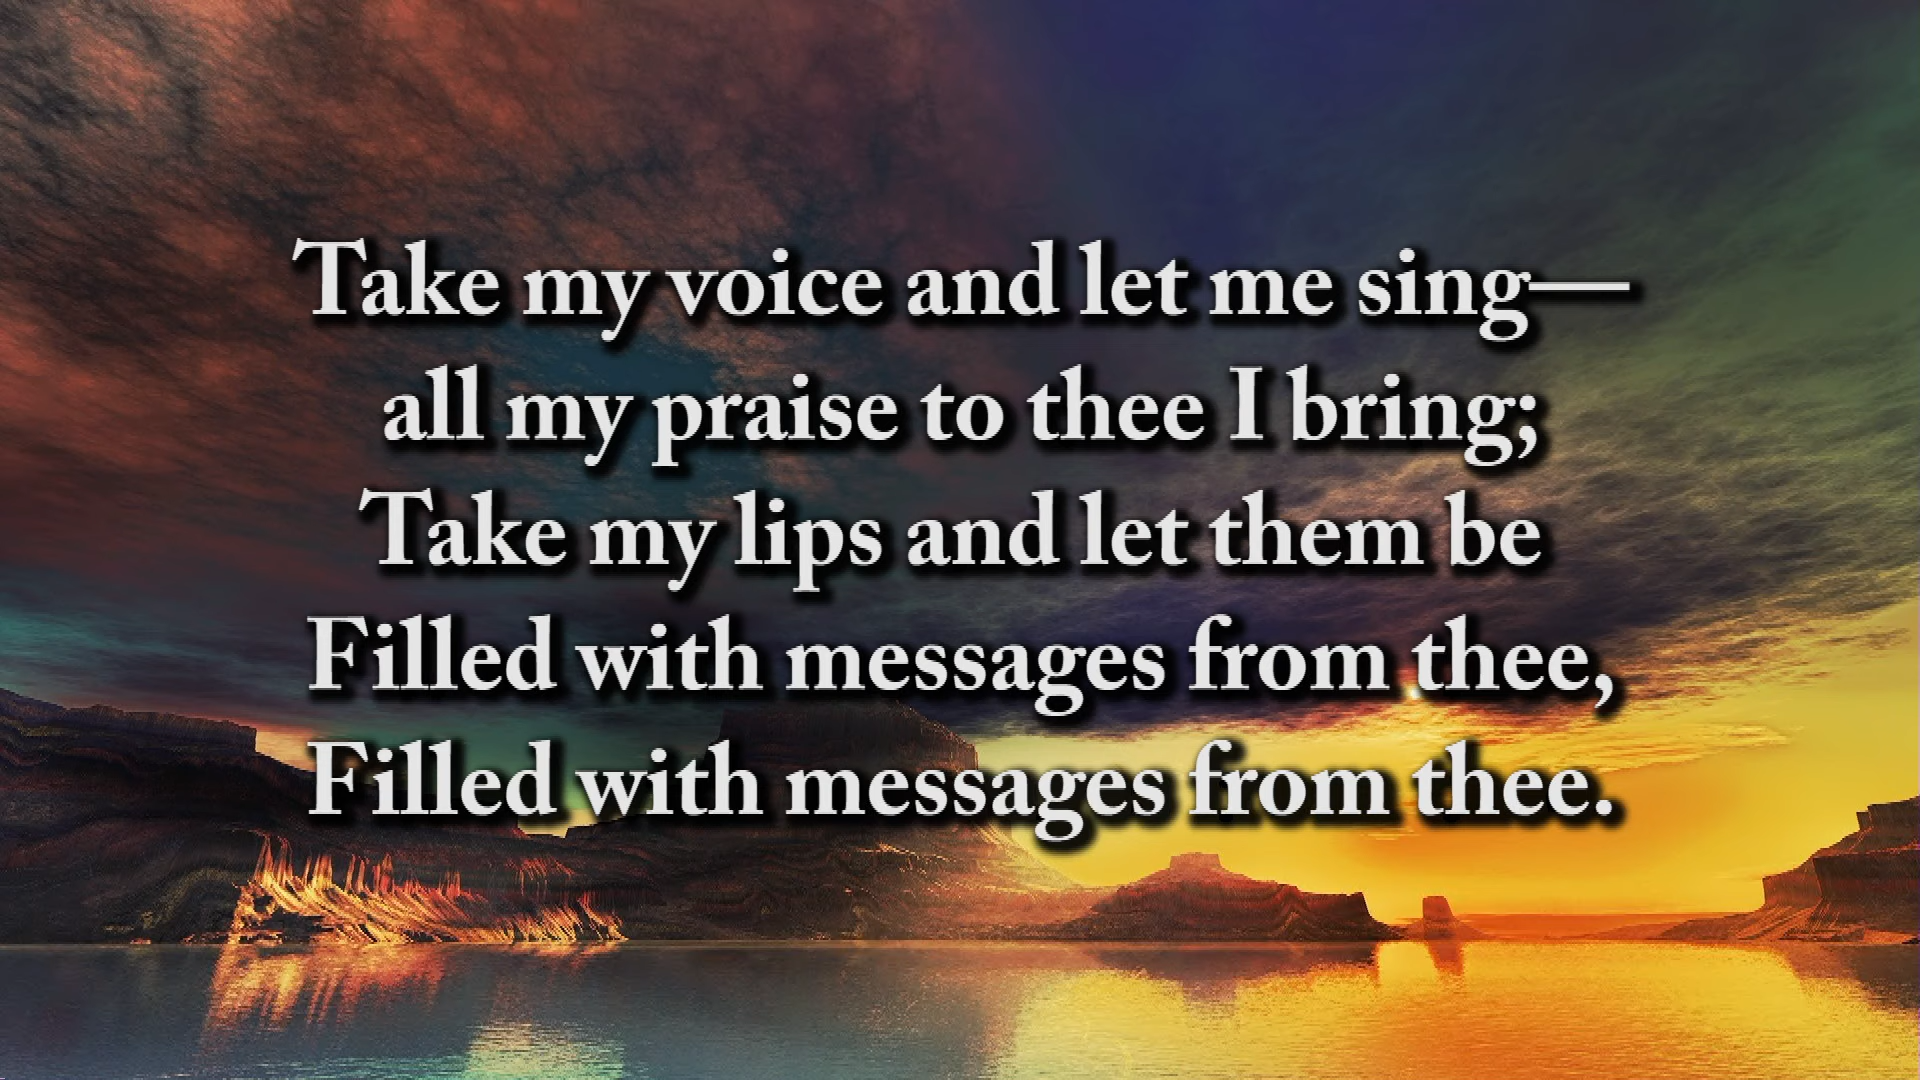 Take my voice and let me sing—
all my praise to thee I bring;
Take my lips and let them be
Filled with messages from thee,
Filled with messages from thee.